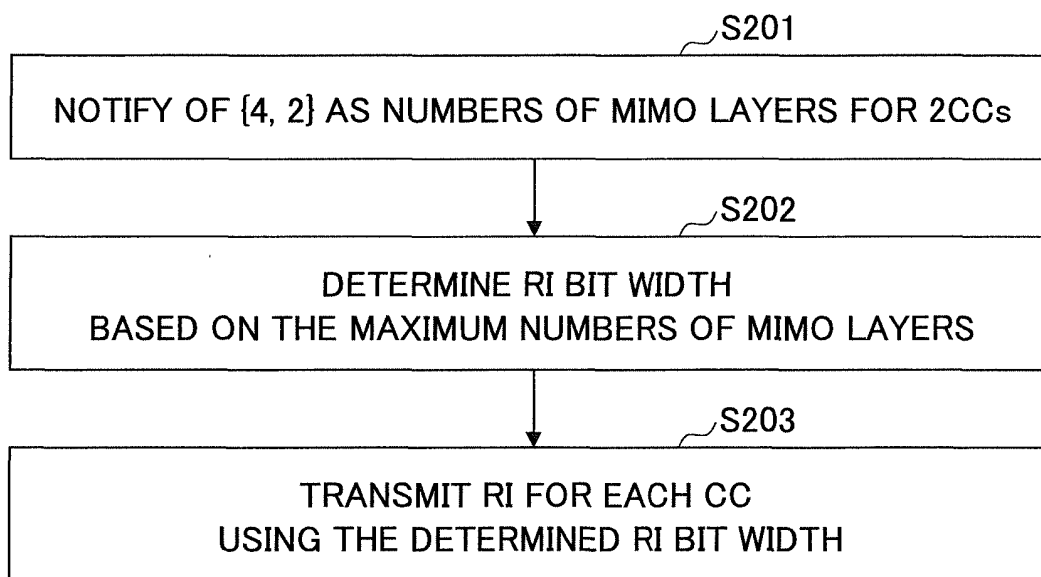 S201
NOTIFY OF {4, 2} AS NUMBERS OF MIMO LAYERS FOR 2CCs
S202
DETERMINE RI BIT WIDTH
BASED ON THE MAXIMUM NUMBERS OF MIMO LAYERS
S203
TRANSMIT RI FOR EACH CC
USING THE DETERMINED RI BIT WIDTH